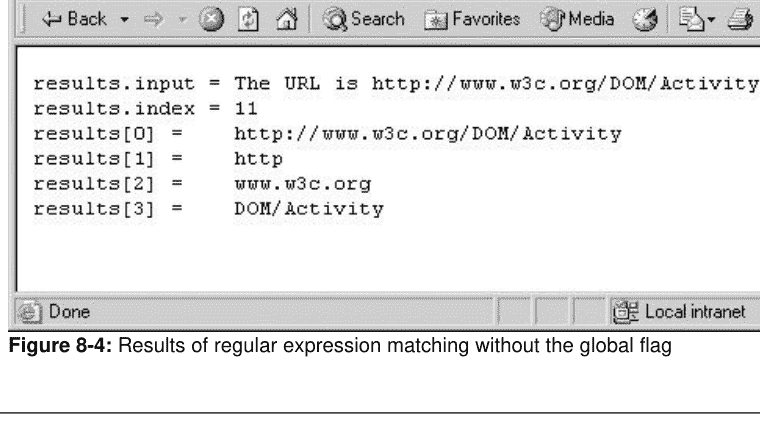 Back Search Favorites Media
results.input = The URL is http://www.w3c.org/DOM/Activity
results.index = 11
results[0] = http://www.w3c.org/DOM/Activity
results[1] = http
results[2] = www.w3c.org
results[3] = DOM/Activity
Done Local intranet
Figure 8-4: Results of regular expression matching without the global flag